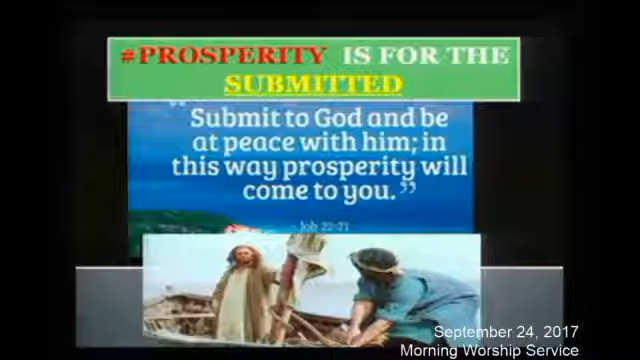 #PROSPERITY IS FOR THE
SUBMITTED
“Submit to God and be
at peace with him; in
this way prosperity will
come to you.”
- Job 22:21
September 24, 2017
Morning Worship Service